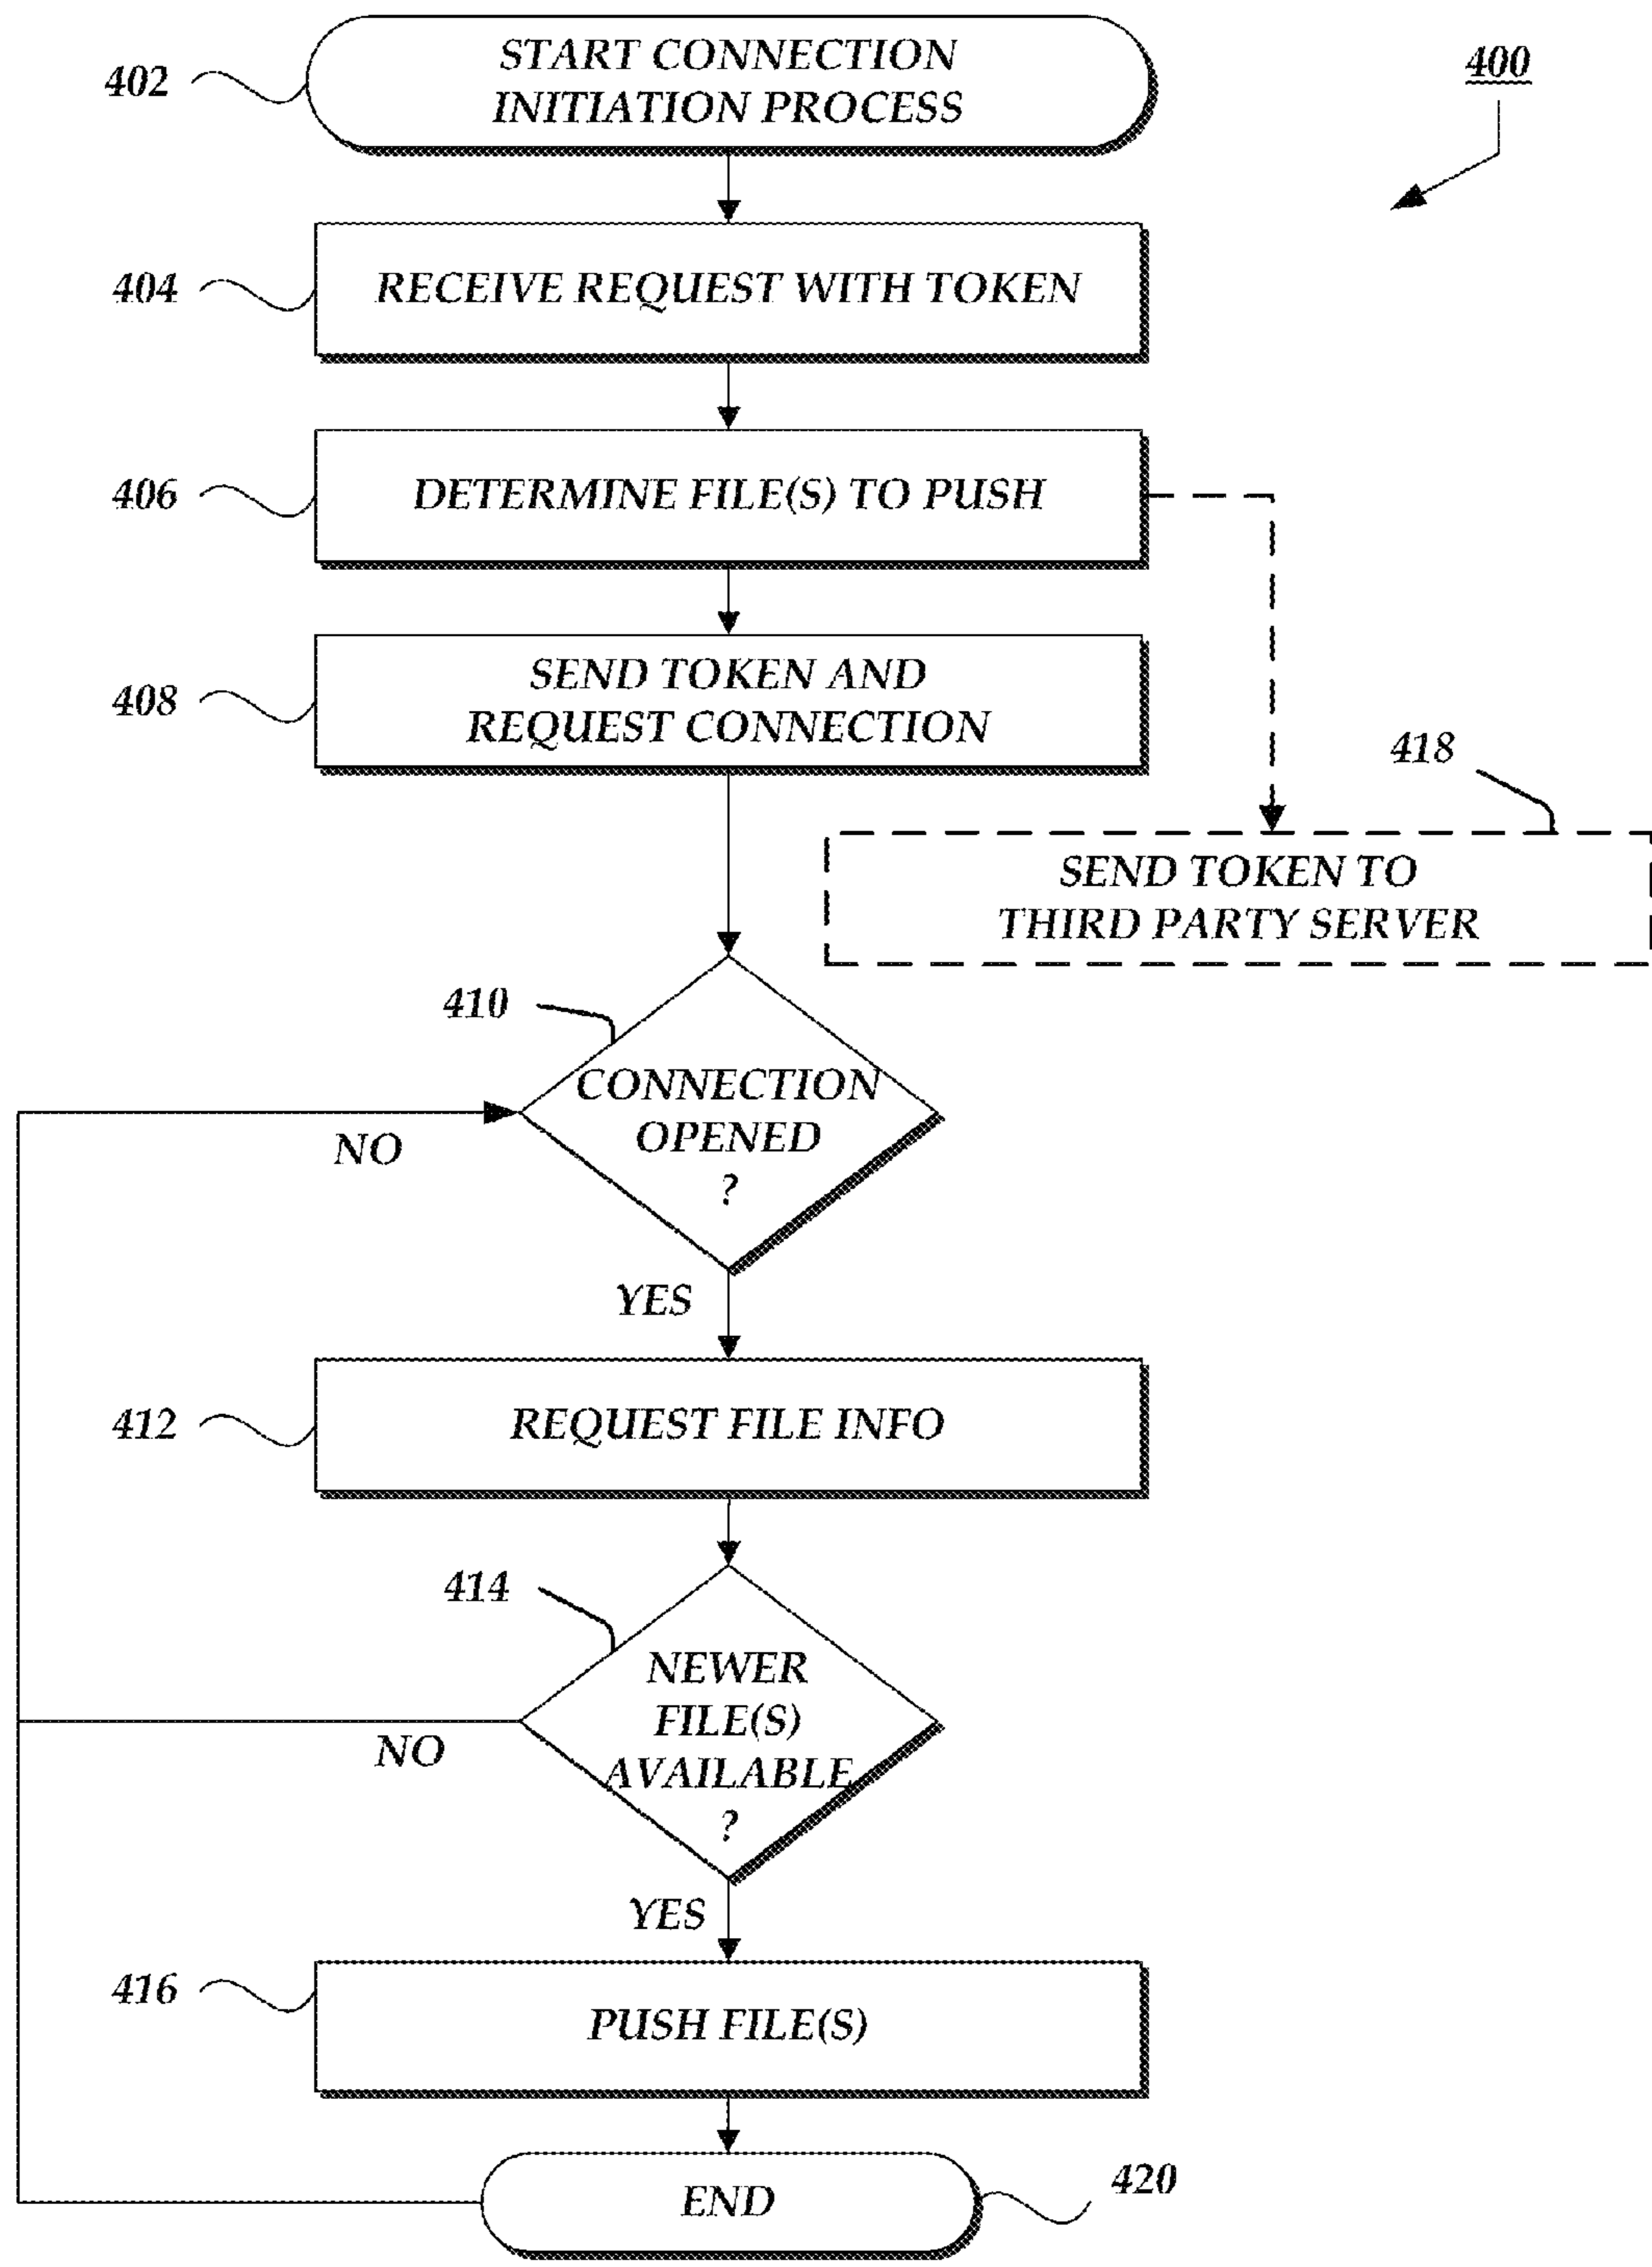 START CONNECTION
INITIATION PROCESS
402
400
RECEIVE REQUEST WITH TOKEN
404
DETERMINE FILE(S) TO PUSH
406
SEND TOKEN AND
REQUEST CONNECTION
408
418
SEND TOKEN TO
THIRD PARTY SERVER
410
CONNECTION
OPENED
?
NO
YES
REQUEST FILE INFO
412
414
NEWER
FILE(S)
AVAILABLE
?
NO
YES
416
PUSH FILE(S)
END
420